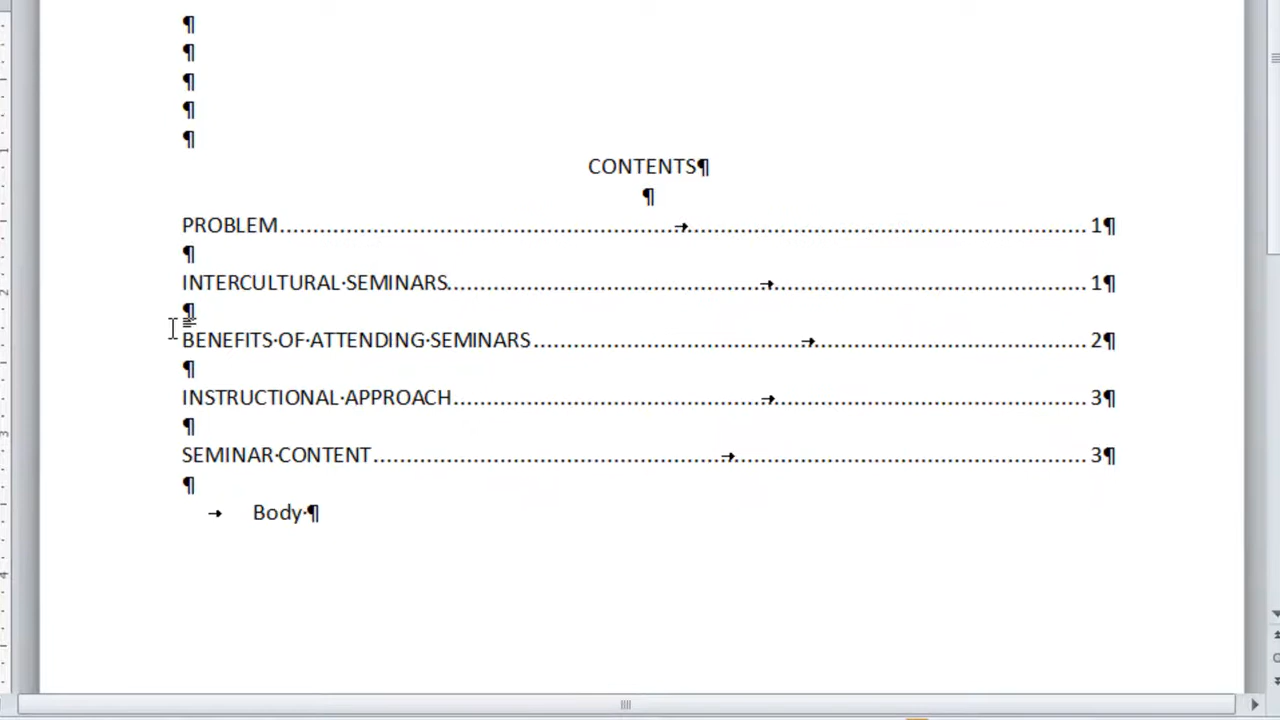 ¶
¶
¶
¶
¶
CONTENTS¶
¶
PROBLEM........................................................→........................................................ 1¶
¶
INTERCULTURAL·SEMINARS...........................................→............................................ 1¶
¶
BENEFITS·OF·ATTENDING·SEMINARS.....................................→...................................... 2¶
¶
INSTRUCTIONAL·APPROACH...........................................→............................................ 3¶
¶
SEMINAR·CONTENT..................................................→.................................................. 3¶
¶
→ Body·¶